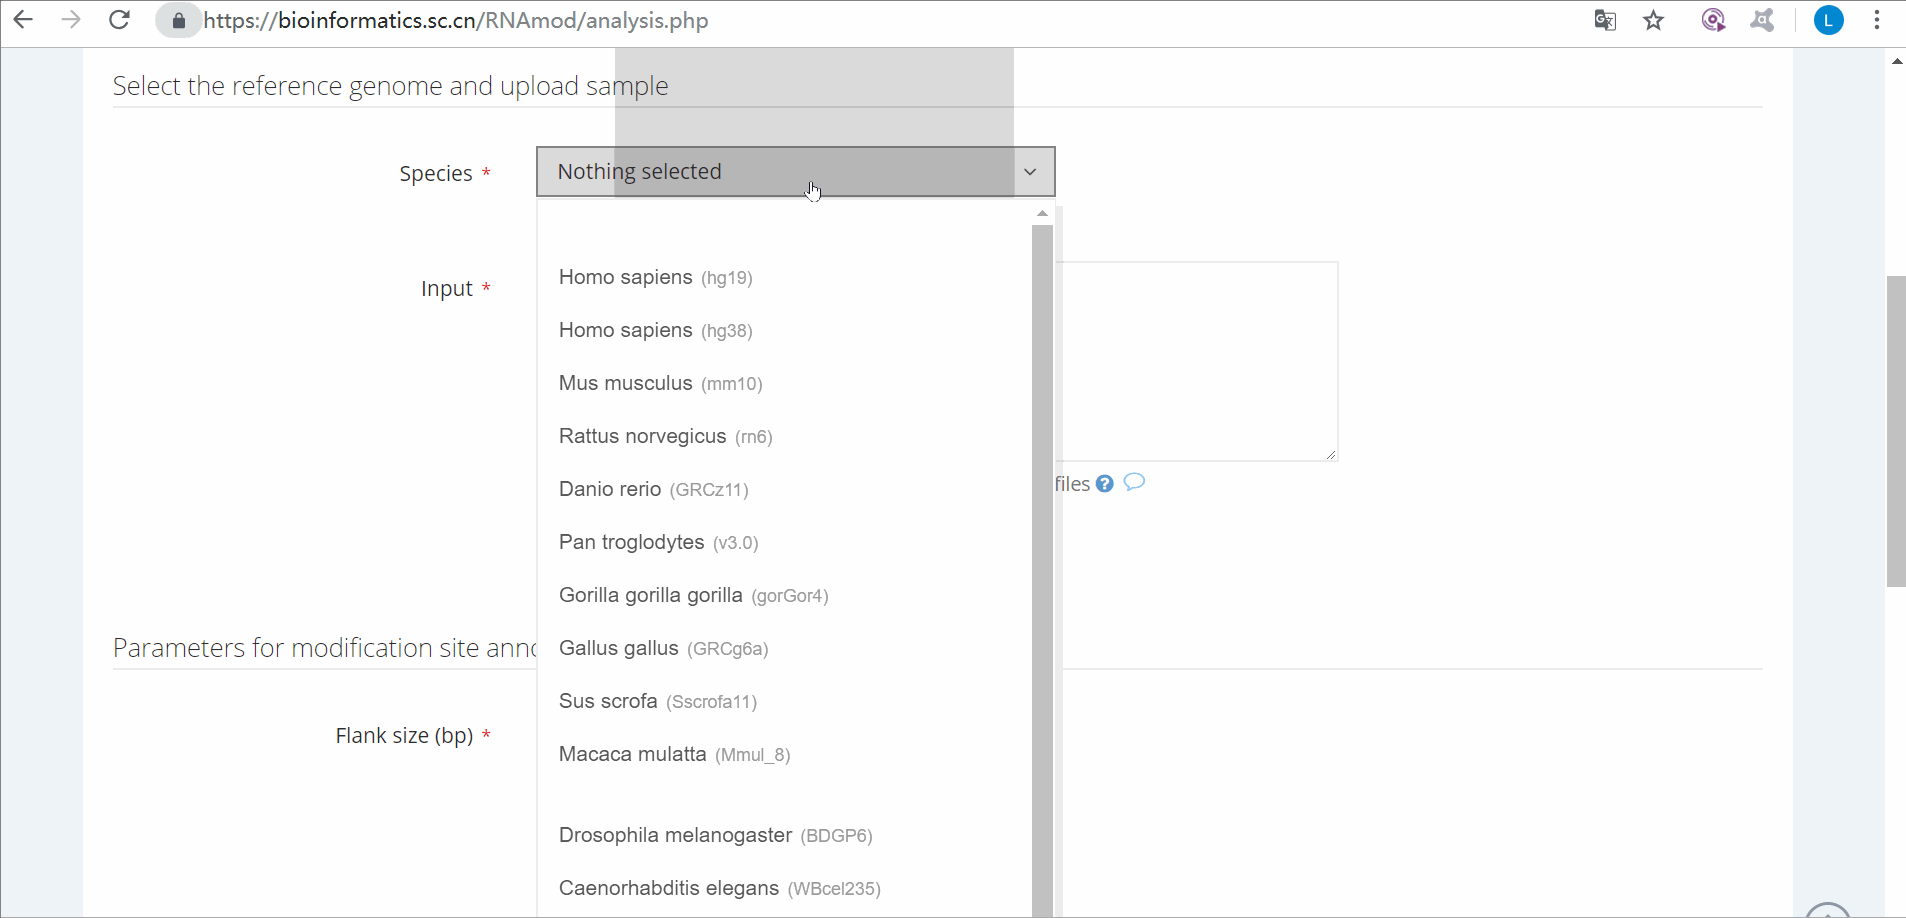 https://bioinformatics.sc.cn/RNAmod/analysis.php
L
Select the reference genome and upload sample
Species *
Nothing selected
Input *
Homo sapiens (hg19)
Homo sapiens (hg38)
Mus musculus (mm10)
Rattus norvegicus (rn6)
Danio rerio (GRCz11)
files ?
Pan troglodytes (v3.0)
Gorilla gorilla gorilla (gorGor4)
Gallus gallus (GRCg6a)
Parameters for modification site anno
Sus scrofa (Sscrofa11)
Flank size (bp) *
Macaca mulatta (Mmul_8)
Drosophila melanogaster (BDGP6)
Caenorhabditis elegans (WBcel235)